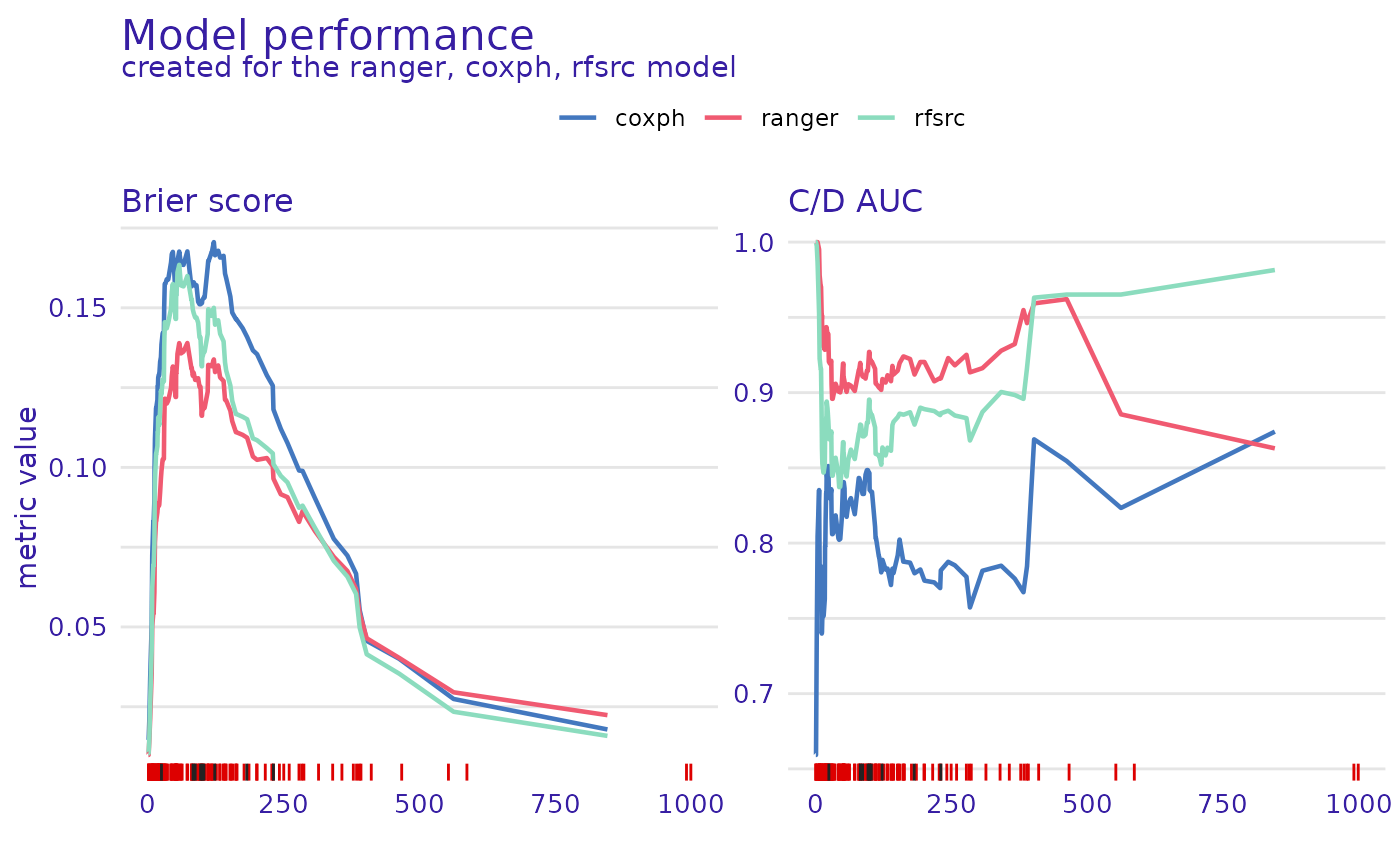 Model performance
created for the ranger, coxph, rfsrc model
coxph ranger rfsrc
Brier score
C/D AUC
metric value
0.15
0.10
0.05
0 250 500 750 1000
1.0
0.9
0.8
0.7
0 250 500 750 1000